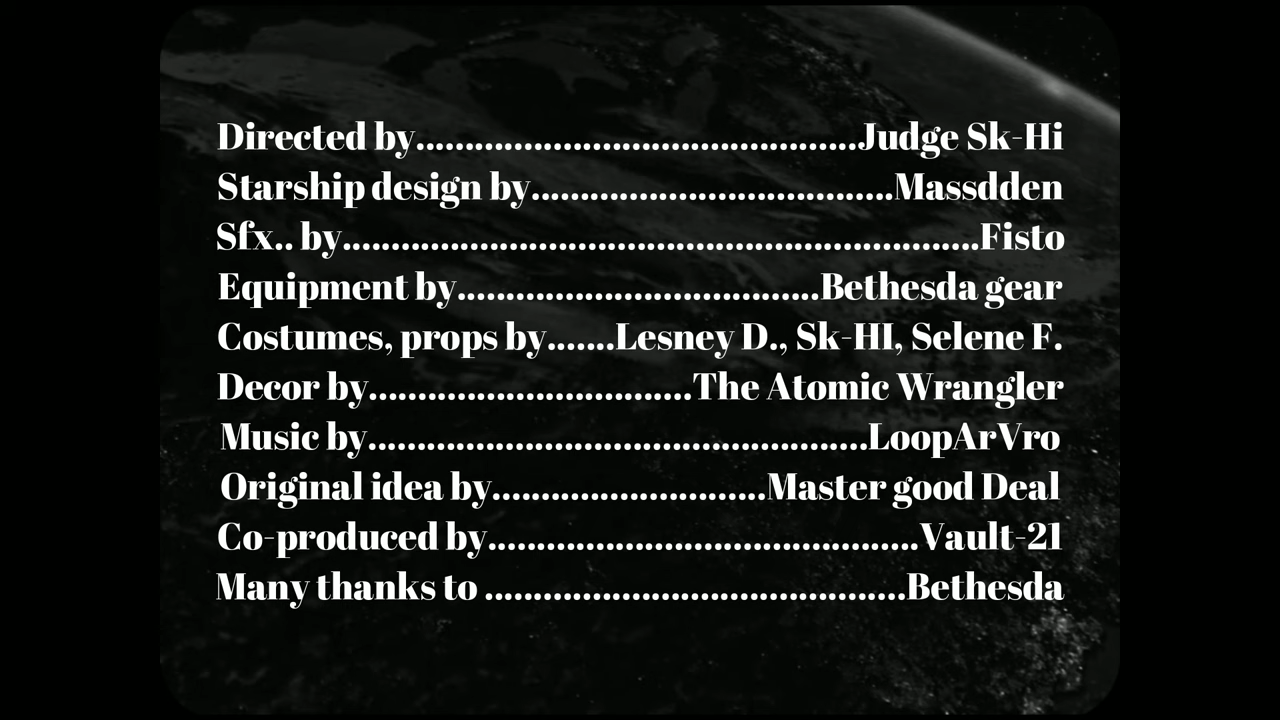 Directed by.............................................Judge Sk-Hi
Starship design by.....................................Massdden
Sfx.. by.................................................................Fisto
Equipment by.....................................Bethesda gear
Costumes, props by.......Lesney D., Sk-HI, Selene F.
Decor by.................................The Atomic Wrangler
Music by...................................................LoopArVro
Original idea by............................Master good Deal
Co-produced by............................................Vault-21
Many thanks to ...........................................Bethesda